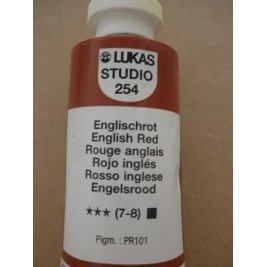 LUKAS
STUDIO
254
Englischrot
English Red
Rouge anglais
Rojo inglés
Rosso inglese
Engelsrood
★★★ (7-8) ■
Pigm. : PR101